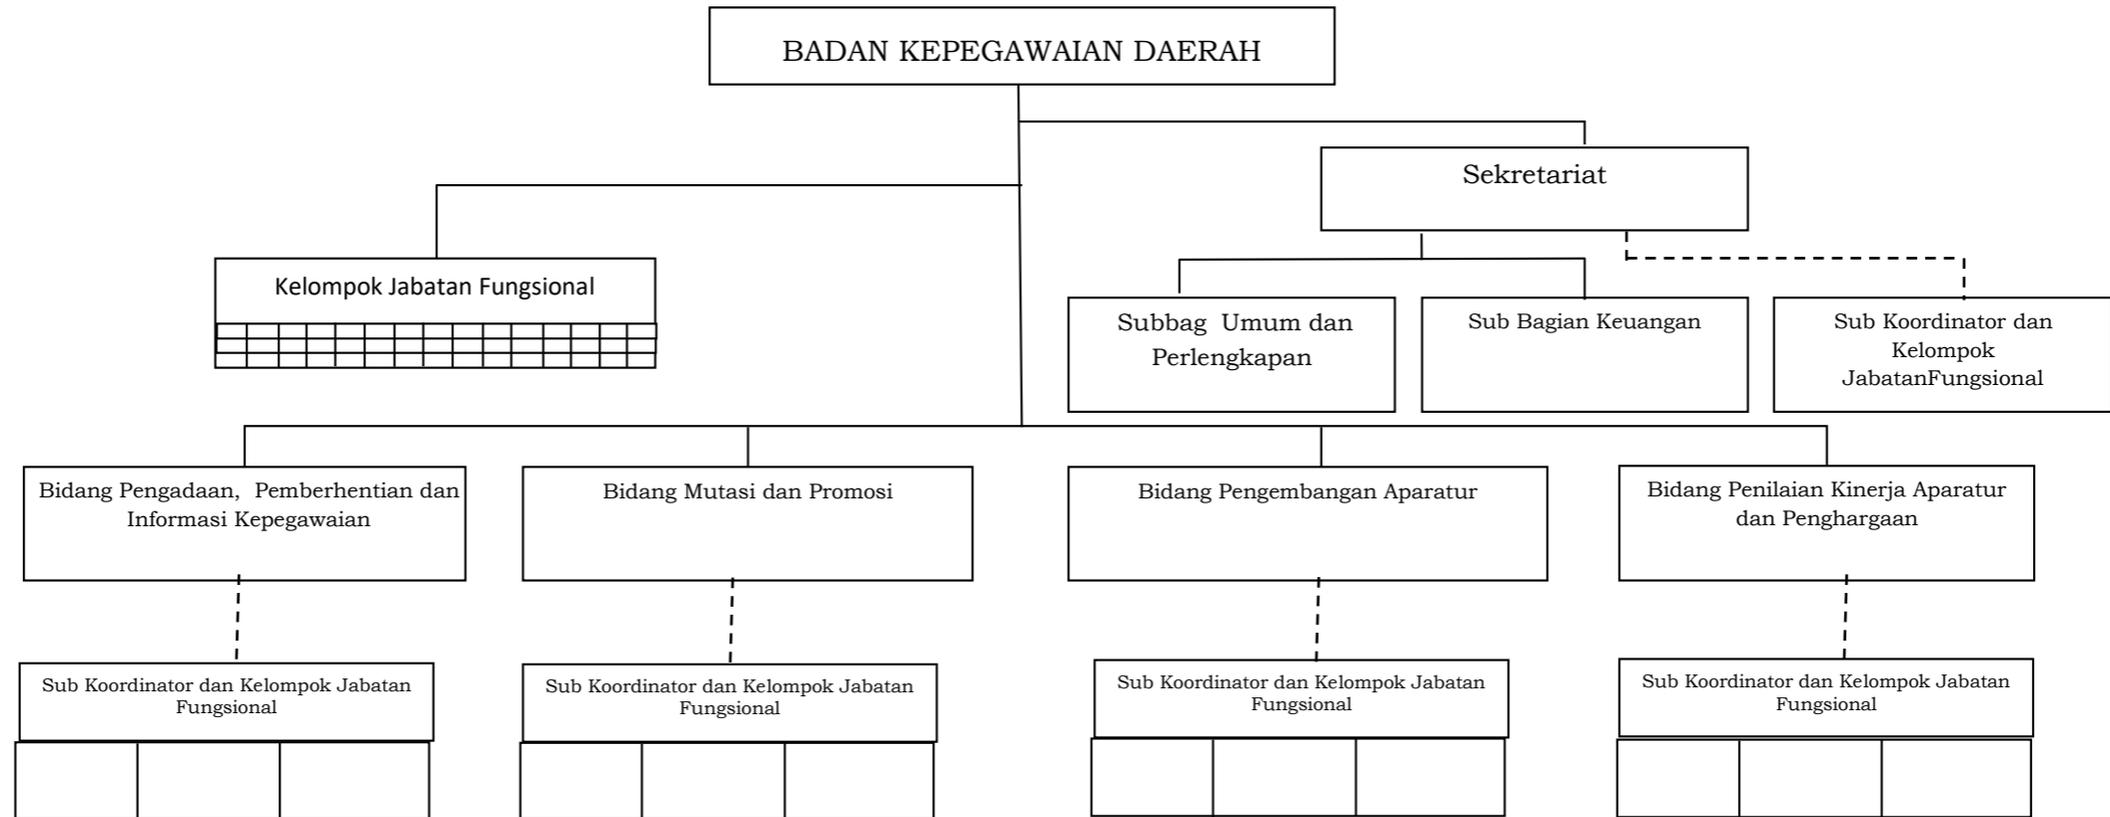 BADAN KEPEGAWAIAN DAERAH
Sekretariat
Kelompok Jabatan Fungsional
Subbag  Umum dan
Perlengkapan
Sub Bagian Keuangan
Sub Koordinator dan
Kelompok
JabatanFungsional
Bidang Pengadaan,  Pemberhentian dan
Informasi Kepegawaian
Bidang Mutasi dan Promosi
Bidang Pengembangan Aparatur
Bidang Penilaian Kinerja Aparatur
dan Penghargaan
Sub Koordinator dan Kelompok Jabatan
Fungsional
Sub Koordinator dan Kelompok Jabatan
Fungsional
Sub Koordinator dan Kelompok Jabatan
Fungsional
Sub Koordinator dan Kelompok Jabatan
Fungsional